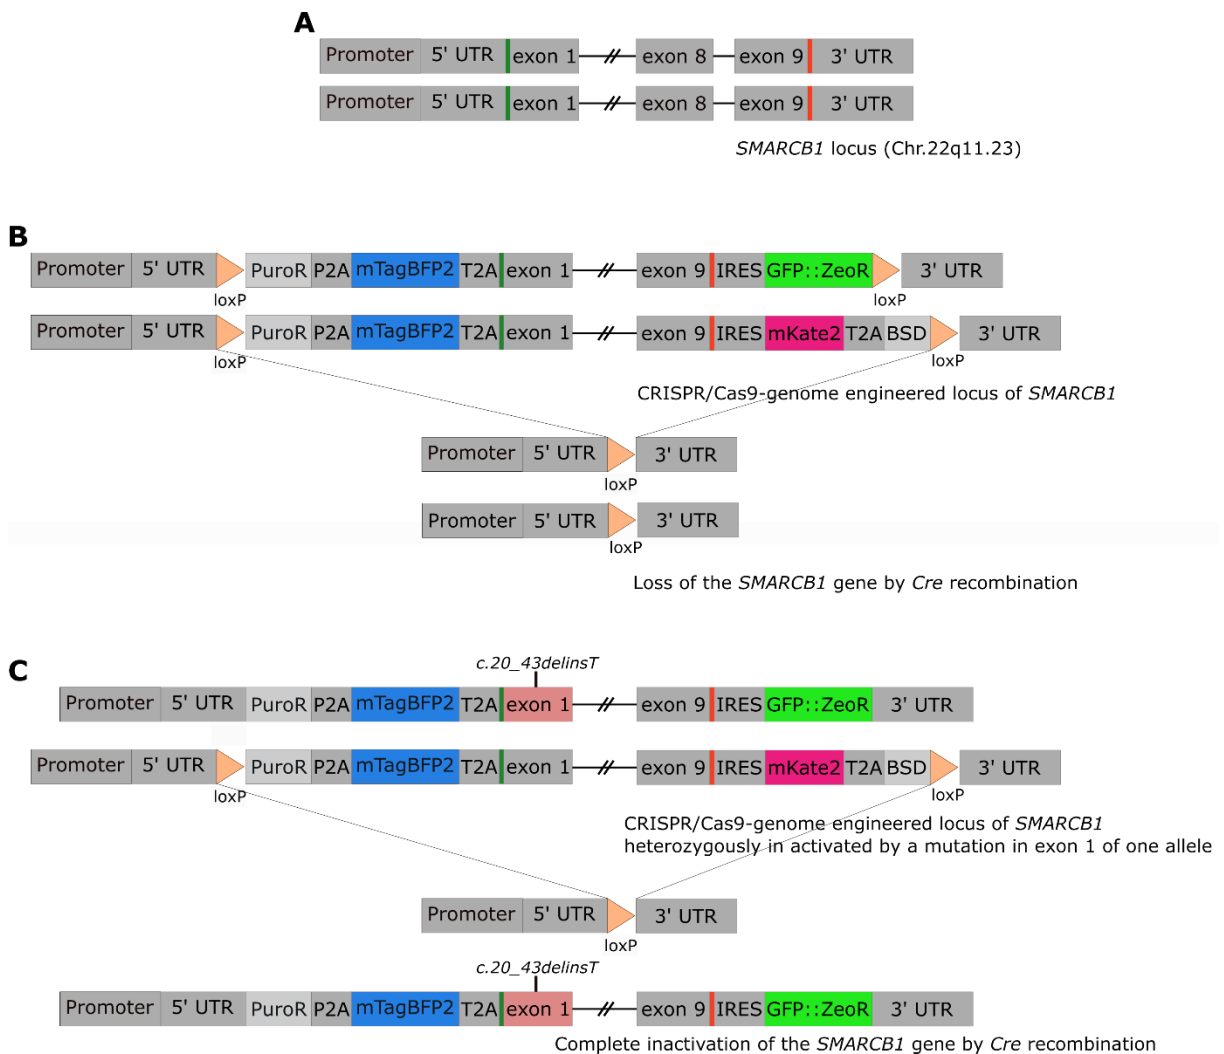 A
Promoter 5' UTR exon 1 exon 8 exon 9 3' UTR
Promoter 5' UTR exon 1 exon 8 exon 9 3' UTR
SMARCB1 locus (Chr.22q11.23)
B
Promoter 5' UTR PuroR P2A mTagBFP2 T2A exon 1 exon 9 IRES GFP::ZeoR 3' UTR
loxP loxP
Promoter 5' UTR PuroR P2A mTagBFP2 T2A exon 1 exon 9 IRES mKate2 T2A BSD 3' UTR
loxP loxP
CRISPR/Cas9-genome engineered locus of SMARCB1
Promoter 5' UTR 3' UTR
loxP
Promoter 5' UTR 3' UTR
loxP
Loss of the SMARCB1 gene by Cre recombination
C
c.20_43delinsT
Promoter 5' UTR PuroR P2A mTagBFP2 T2A exon 1 exon 9 IRES GFP::ZeoR 3' UTR
Promoter 5' UTR PuroR P2A mTagBFP2 T2A exon 1 exon 9 IRES mKate2 T2A BSD 3' UTR
loxP loxP
CRISPR/Cas9-genome engineered locus of SMARCB1
heterozygously in activated by a mutation in exon 1 of one allele
Promoter 5' UTR 3' UTR
loxP
c.20_43delinsT
Promoter 5' UTR PuroR P2A mTagBFP2 T2A exon 1 exon 9 IRES GFP::ZeoR 3' UTR
Complete inactivation of the SMARCB1 gene by Cre recombination